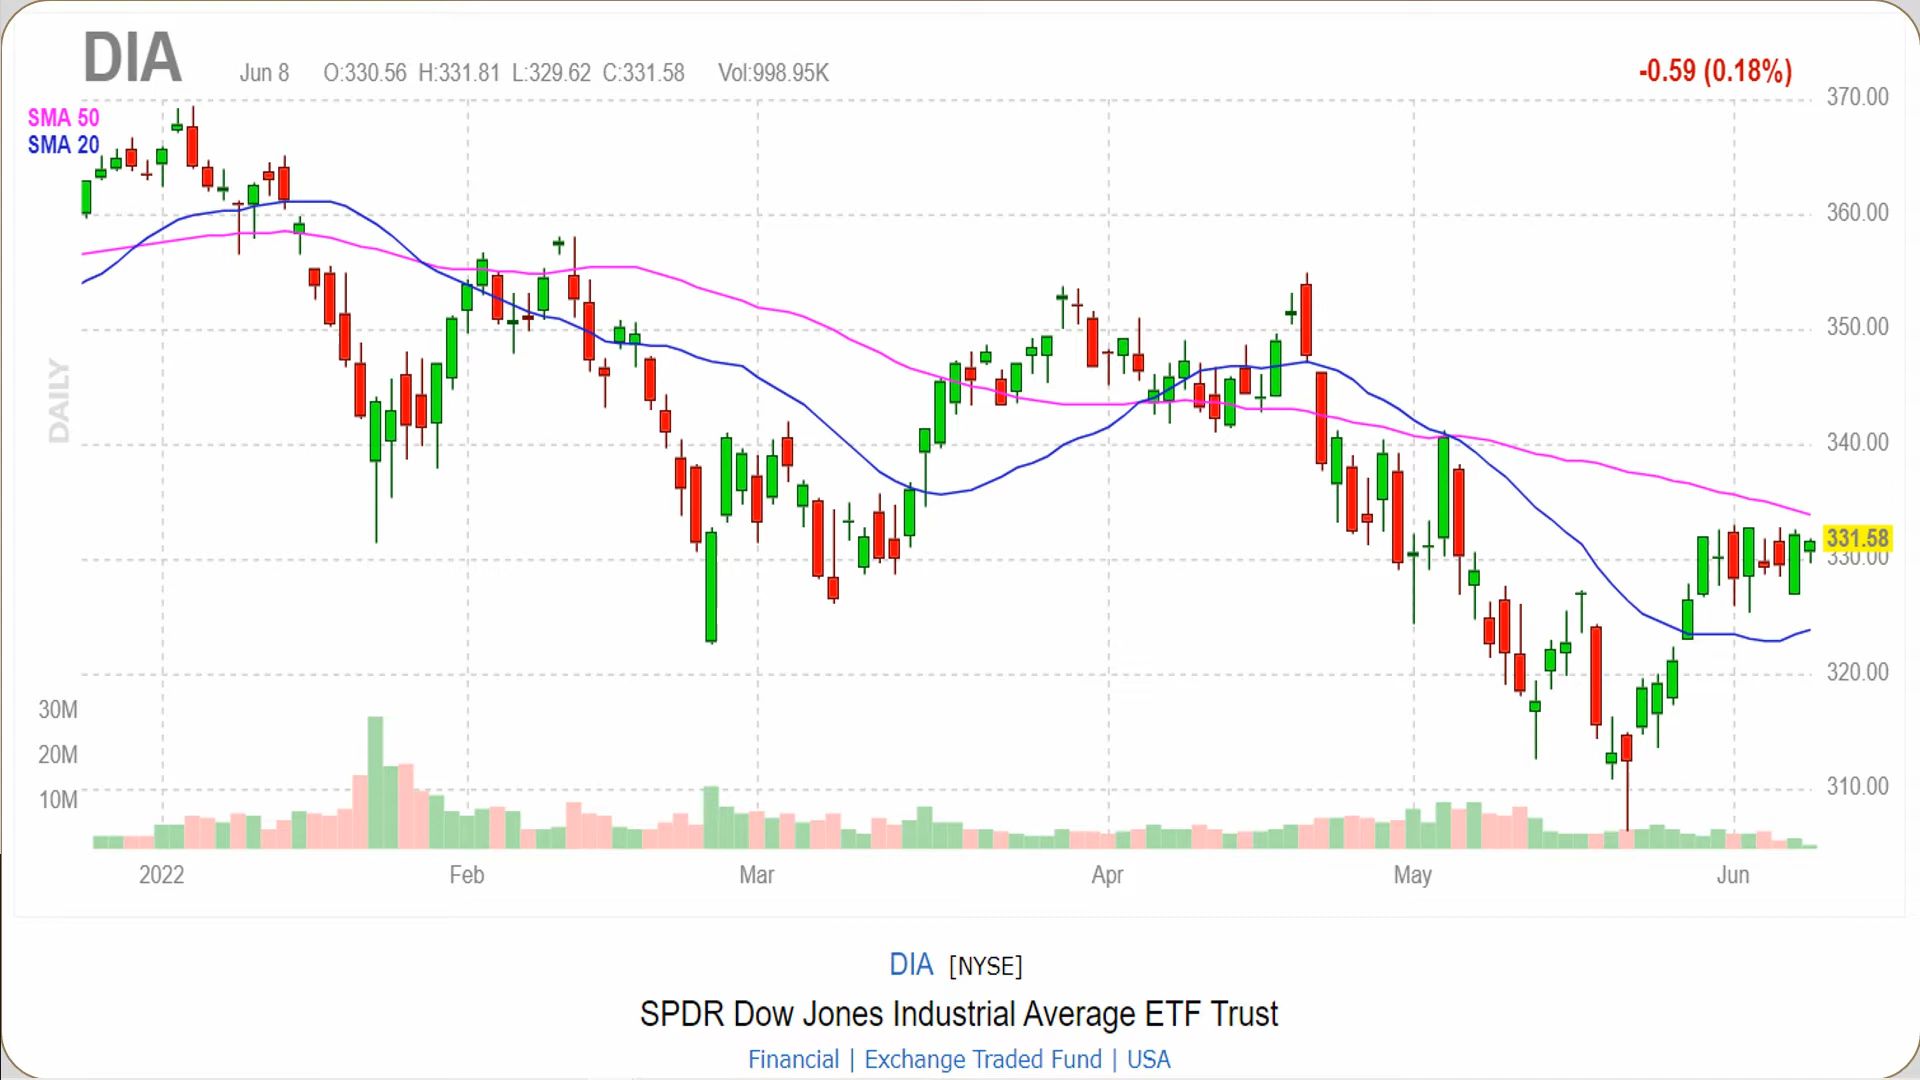 DIA Jun 8 O:330.56 H:331.81 L:329.62 C:331.58 Vol:998.95K -0.59 (0.18%)
370.00
SMA 50
SMA 20
360.00
350.00
DAILY
340.00
331.58
330.00
320.00
30M
20M
310.00
10M
2022 Feb Mar Apr May Jun
DIA [NYSE]
SPDR Dow Jones Industrial Average ETF Trust
Financial | Exchange Traded Fund | USA